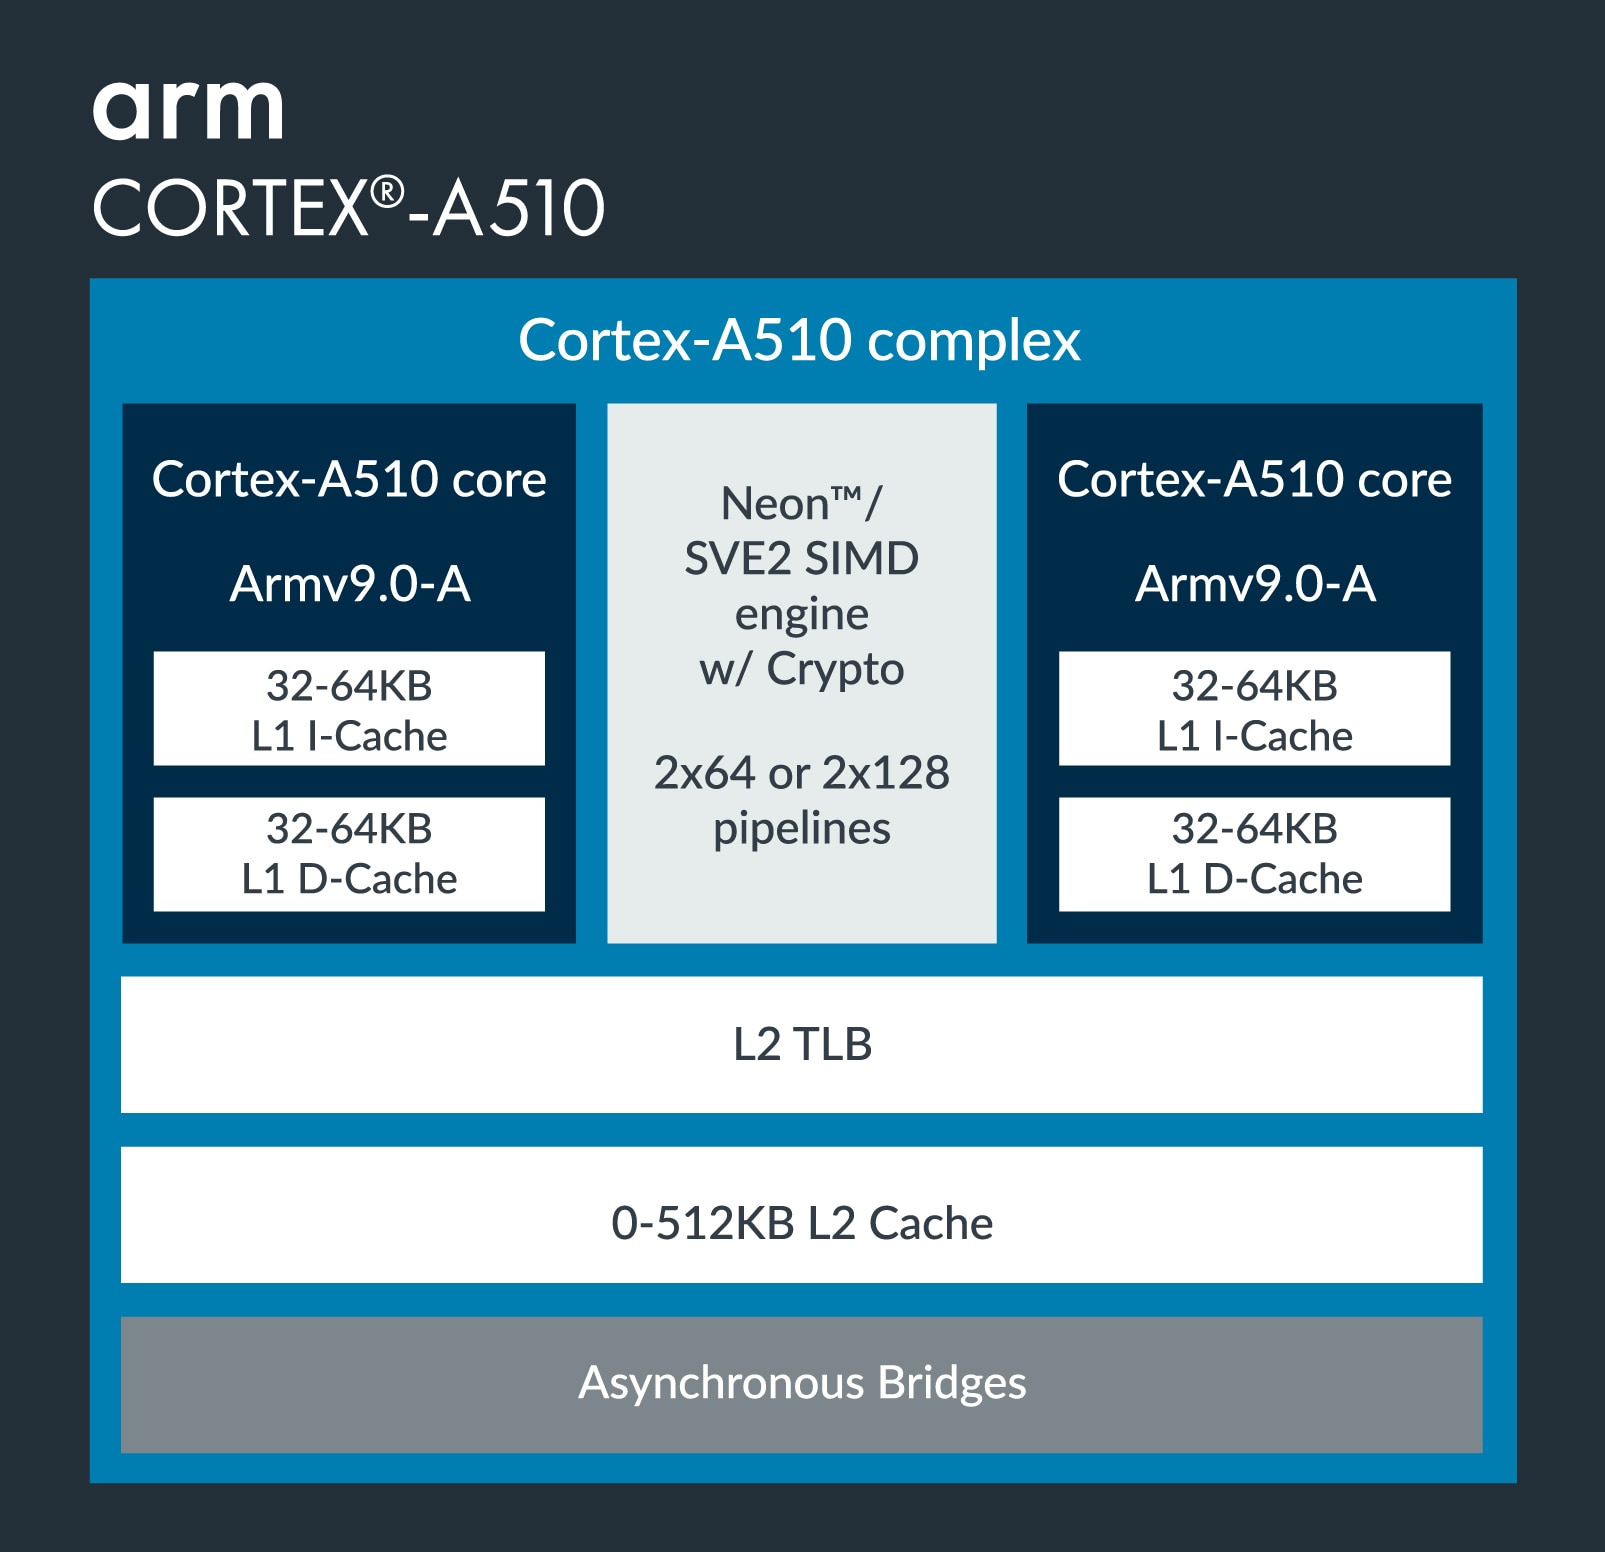 arm
CORTEX®-A510
Cortex-A510 complex
Cortex-A510 core
Armv9.0-A
32-64KB
L1 I-Cache
32-64KB
L1 D-Cache
Neon™/
SVE2 SIMD
engine
w/ Crypto
2x64 or 2x128
pipelines
Cortex-A510 core
Armv9.0-A
32-64KB
L1 I-Cache
32-64KB
L1 D-Cache
L2 TLB
0-512KB L2 Cache
Asynchronous Bridges